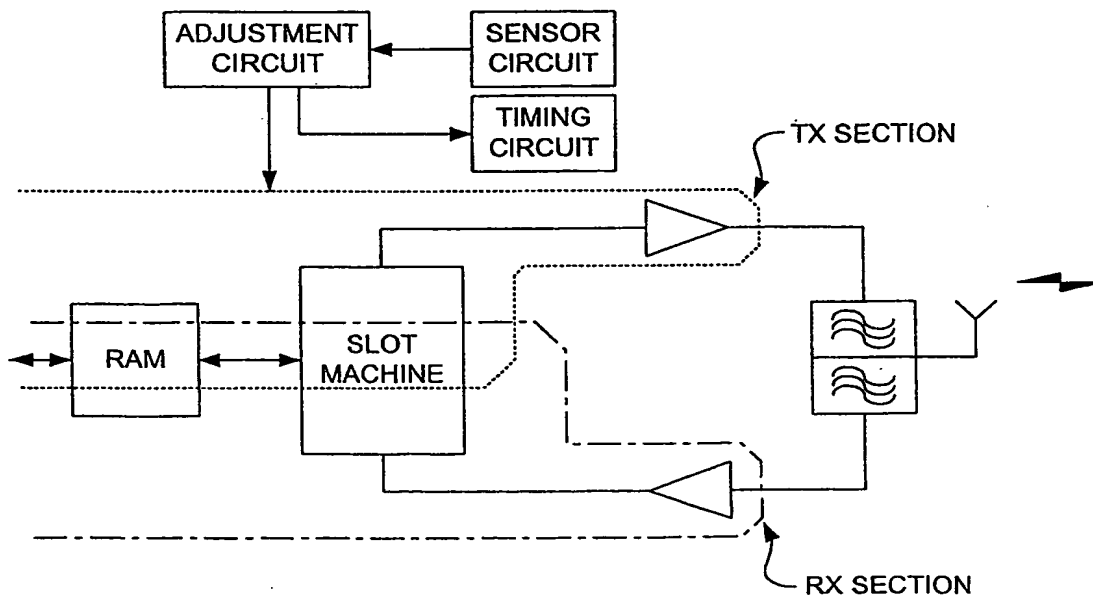 ADJUSTMENT
CIRCUIT
SENSOR
CIRCUIT
TIMING
CIRCUIT
TX SECTION
RAM
SLOT
MACHINE
RX SECTION